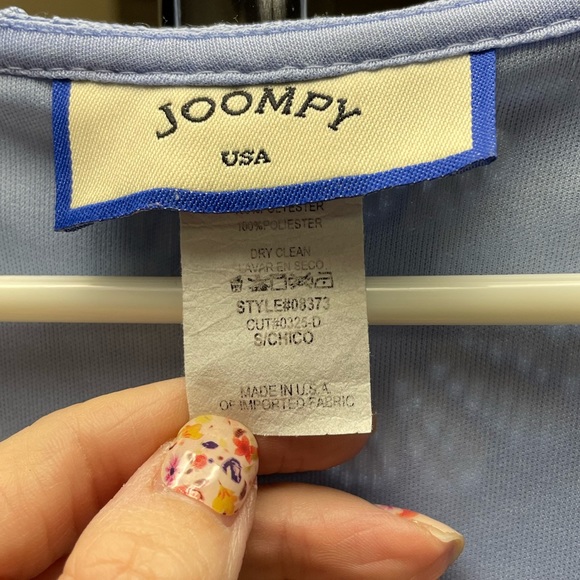 JOOMPY
USA
POLYESTER
100%POLIESTER
DRY CLEAN
LAVAR EN SECO
STYLE#08373
CUT#0325-D
S/CHICO
MADE IN U.S.A
OF IMPORTED FABRIC